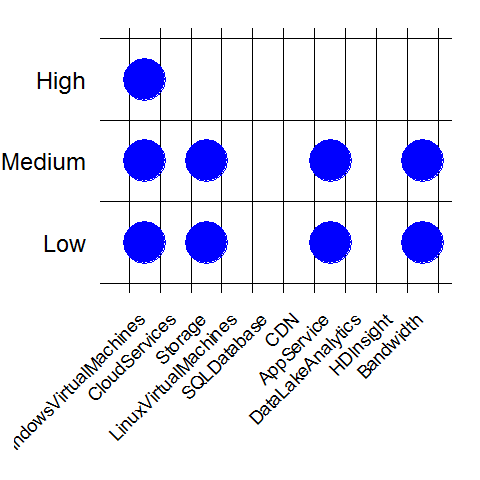 High
Medium
Low
ndowsVirtualMachines
CloudServices
Storage
LinuxVirtualMachines
SQLDatabase
CDN
AppService
DataLakeAnalytics
HDInsight
Bandwidth